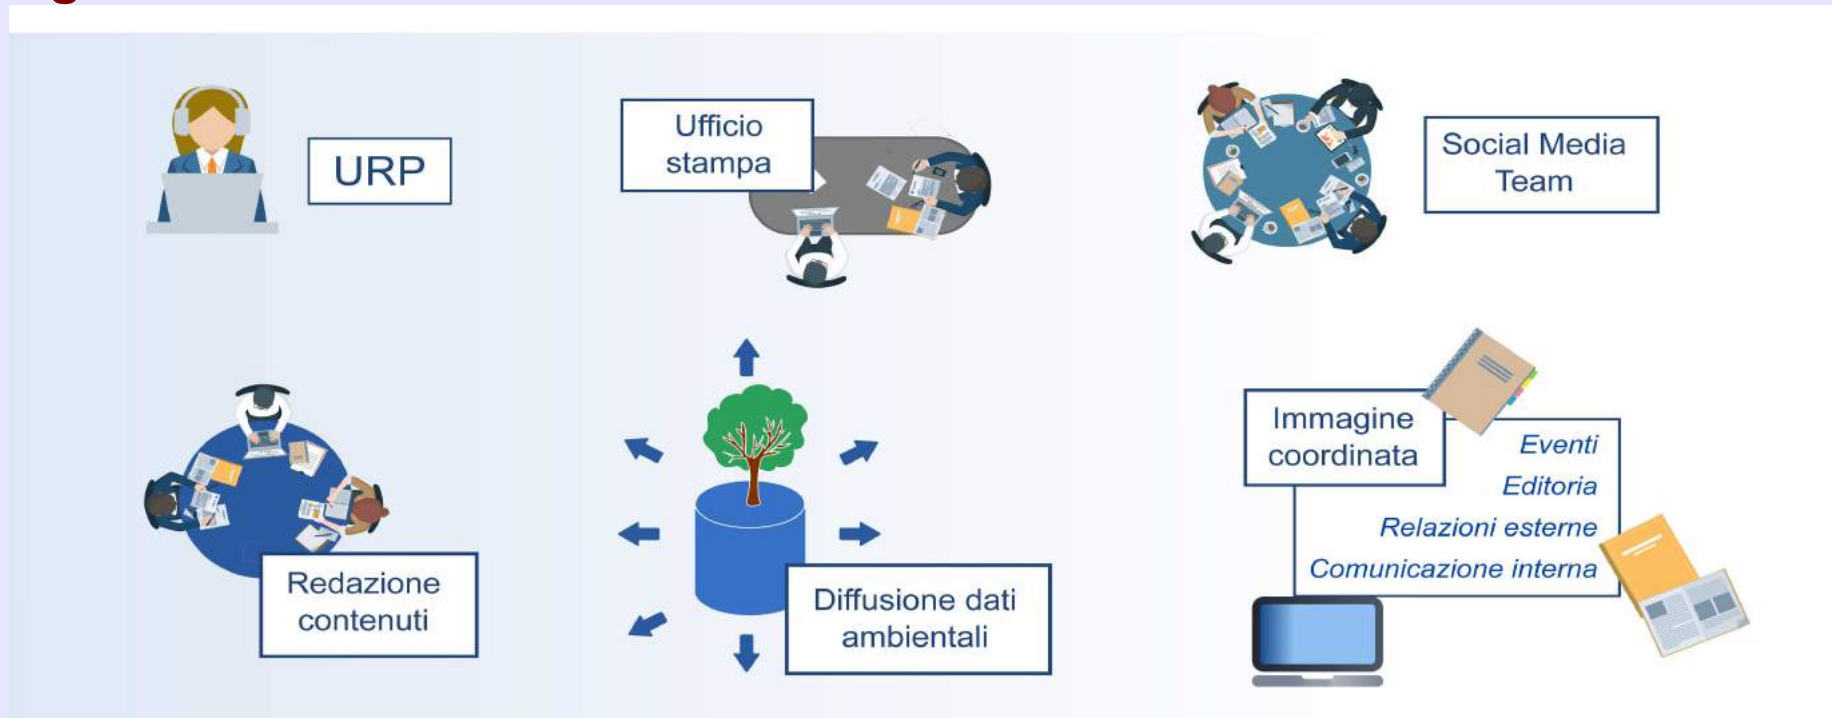 URP
Ufficio
stampa
Social Media
Team
Redazione
contenuti
Diffusione dati
ambientali
Immagine
coordinata
Eventi
Editoria
Relazioni esterne
Comunicazione interna